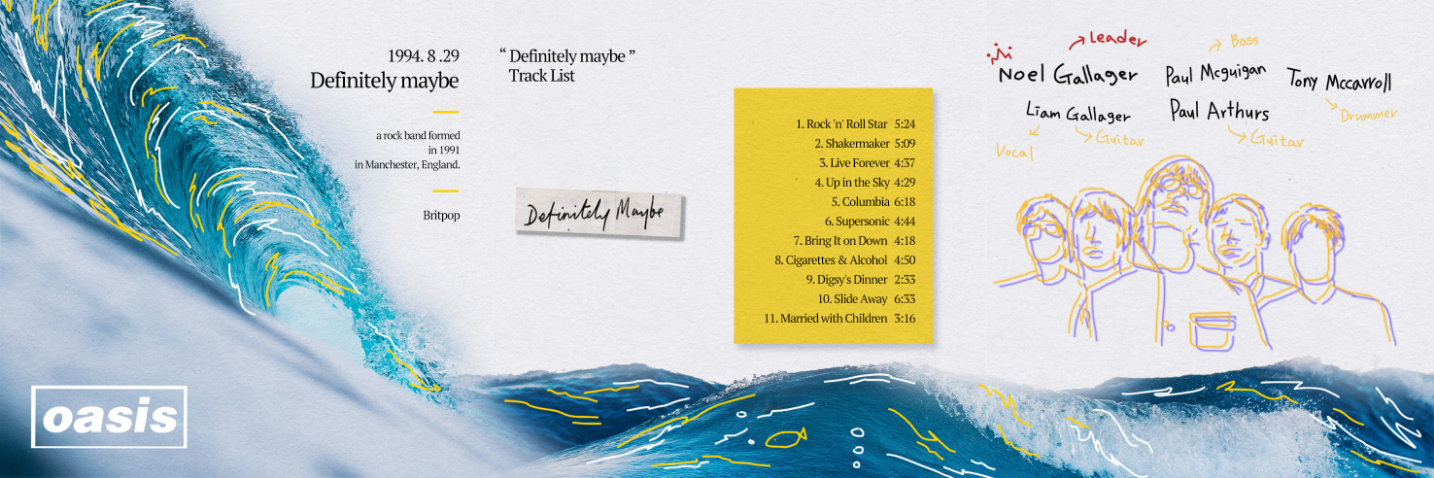 1994. 8 .29
Definitely maybe
a rock band formed
in 1991
in Manchester, England.
Britpop
oasis
“ Definitely maybe ”
Track List
Definitely Maybe
1. Rock 'n' Roll Star 5:24
2. Shakermaker 5:09
3. Live Forever 4:37
4. Up in the Sky 4:29
5. Columbia 6:18
6. Supersonic 4:44
7. Bring It on Down 4:18
8. Cigarettes & Alcohol 4:50
9. Digsy's Dinner 2:33
10. Slide Away 6:33
11. Married with Children 3:16
Leader
Noel Gallager
Bass
Paul Mcguigan
Tony Mccarroll
Drummer
Liam Gallager
Vocal
Guitar
Paul Arthurs
Guitar